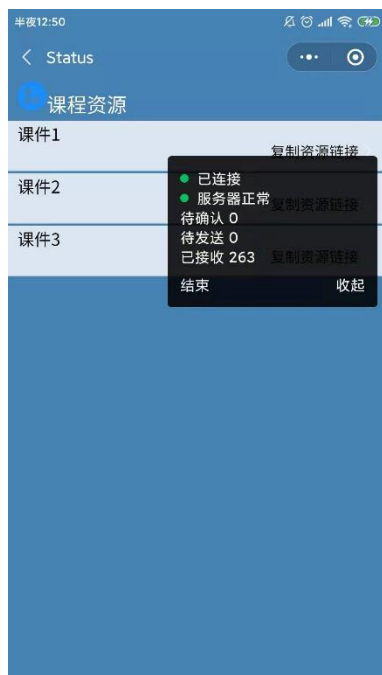 半夜12:50
Status
课程资源
课件1
复制资源链接
课件2
复制资源链接
课件3
复制资源链接
已连接
服务器正常
待确认 0
待发送 0
已接收 263
结束 收起